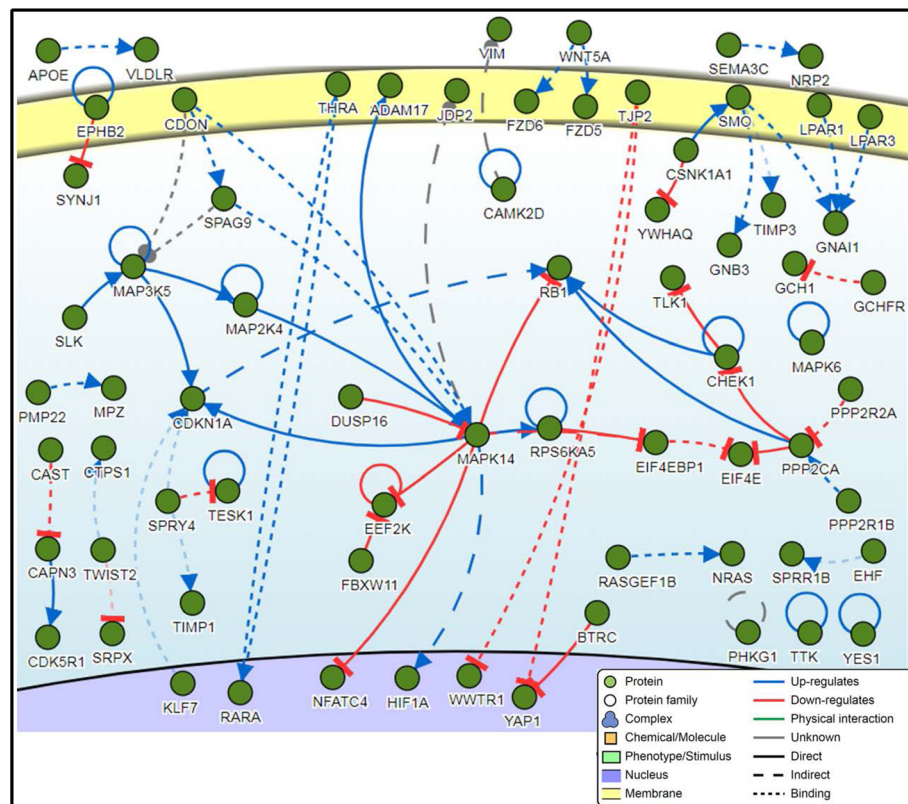 VIM
WNT5A
APOE
VLDLR
SEMA3C
NRP2
EPHB2
CDON
THRA
ADAM17
JDP2
FZD6
FZD5
TJP2
SMO
LPAR1
LPAR3
SYNJ1
SPAG9
CAMK2D
CSNK1A1
YWHAQ
GNB3
TIMP3
GNAI1
MAP3K5
RB1
TLK1
GCH1
GCHFR
SLK
MAP2K4
CHEK1
MAPK6
PMP22
MPZ
CDKN1A
DUSP16
MAPK14
RPS6KA5
EIF4EBP1
EIF4E
PPP2CA
PPP2R2A
CAST
CTPS1
SPRY4
TESK1
EEF2K
PPP2R1B
CAPN3
TWIST2
FBXW11
RASGEF1B
NRAS
SPRR1B
EHF
CDK5R1
SRPX
TIMP1
BTRC
PHKG1
TTK
YES1
KLF7
RARA
NFATC4
HIF1A
WWTR1
YAP1
Protein Up-regulates
Protein family Down-regulates
Complex Physical interaction
Chemical/Molecule Unknown
Phenotype/Stimulus Direct
Nucleus Indirect
Membrane Binding